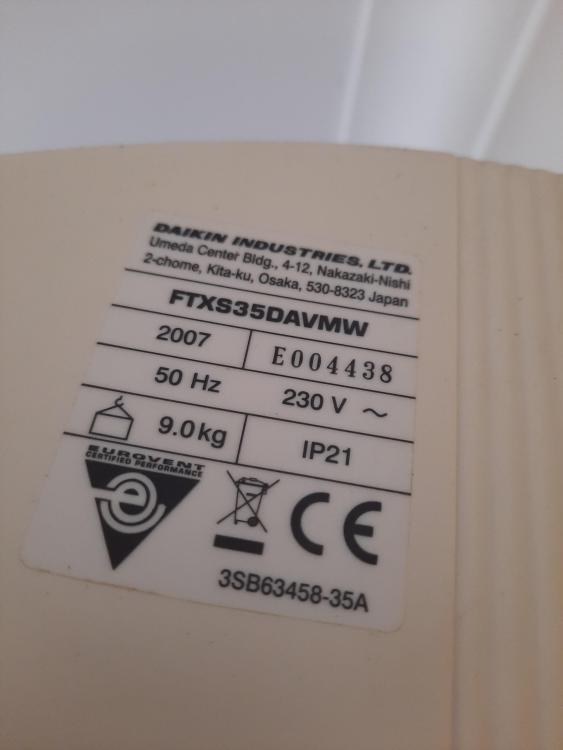 DAIKIN INDUSTRIES, LTD.
Umeda Center Bldg., 4-12, Nakazaki-Nishi
2-chome, Kita-ku, Osaka, 530-8323 Japan
FTXS35DAVMW
2007 E004438
50 Hz 230 V ~
9.0kg IP21
EUROVENT
CERTIFIED PERFORMANCE
e CE
3SB63458-35A